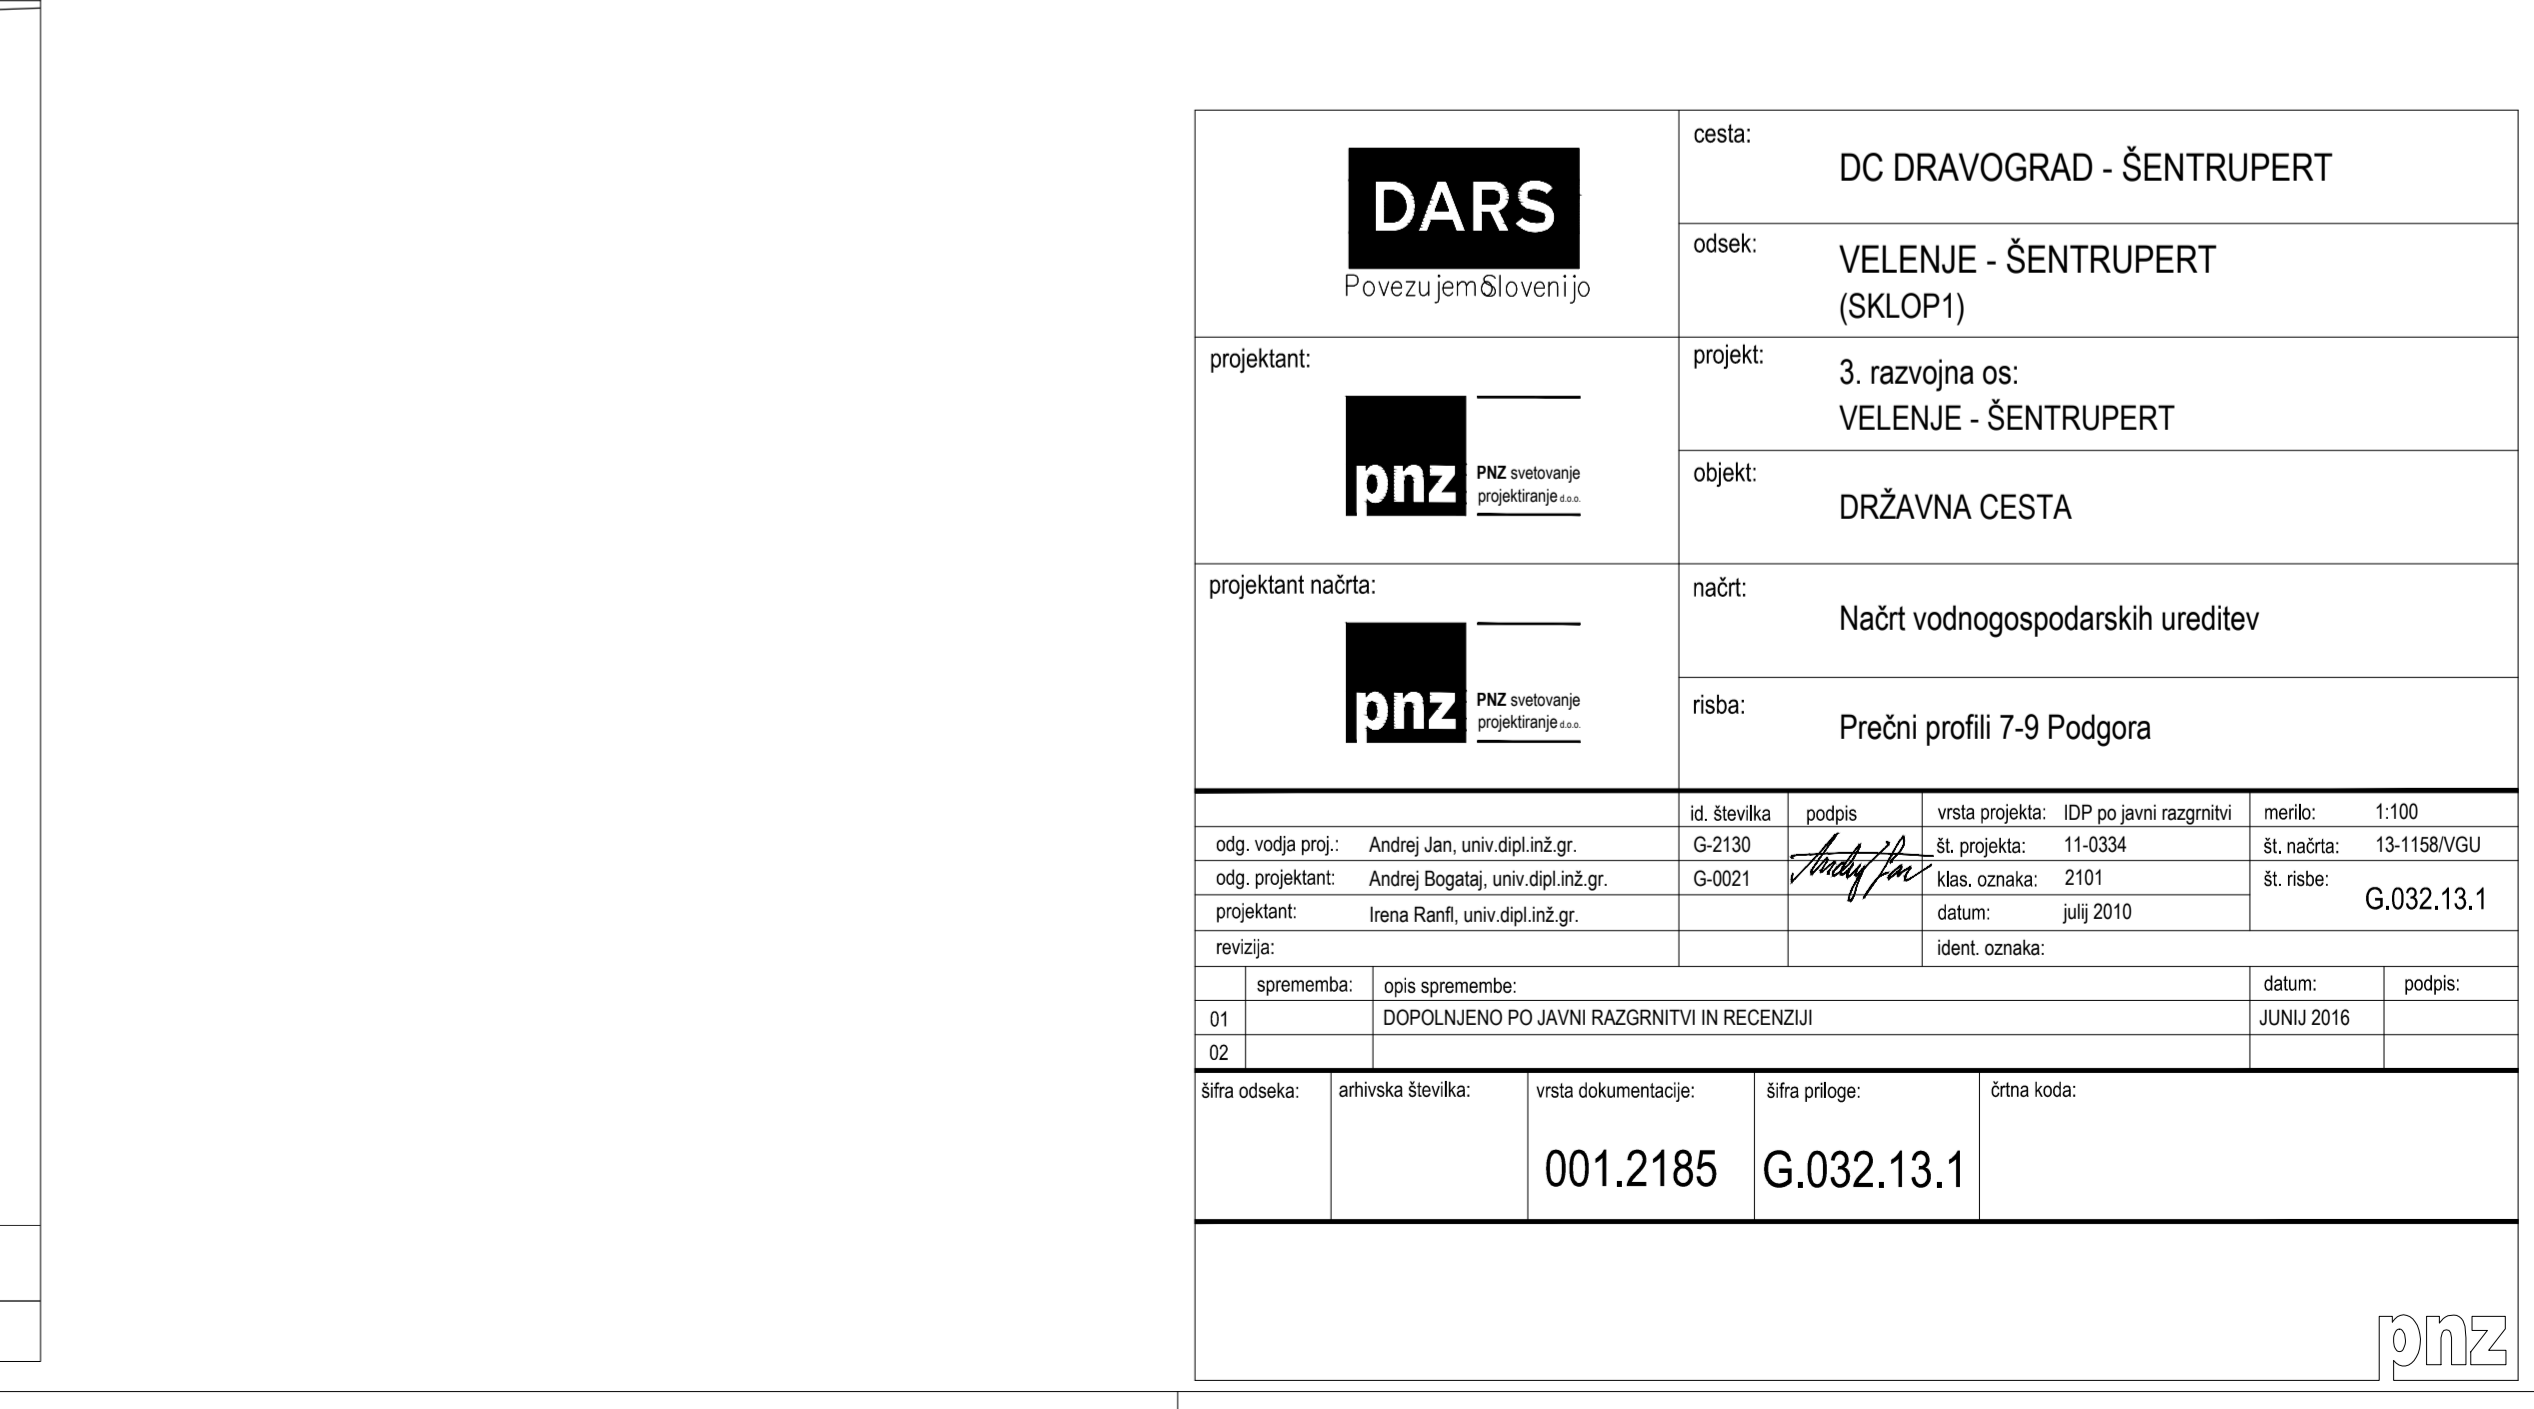 DARS
Povezujemo Slovenijo
cesta:
DC DRAVOGRAD - ŠENTRUPERT
odsek:
VELENJE - ŠENTRUPERT
(SKLOP1)
projektant:
pnz
PNZ svetovanje
projektiranje d.o.o.
projekt:
3. razvojna os:
VELENJE - ŠENTRUPERT
objekt:
DRŽAVNA CESTA
projektant načrta:
pnz
PNZ svetovanje
projektiranje d.o.o.
načrt:
Načrt vodnogospodarskih ureditev
risba:
Prečni profili 7-9 Podgora
id. številka podpis vrsta projekta: IDP po javni razgrnitvi merilo: 1:100
odg. vodja proj.: Andrej Jan, univ.dipl.inž.gr. G-2130 št. projekta: 11-0334 št. načrta: 13-1158/VGU
odg. projektant: Andrej Bogataj, univ.dipl.inž.gr. G-0021 klas. oznaka: 2101 št. risbe: G.032.13.1
projektant: Irena Ranfl, univ.dipl.inž.gr. datum: julij 2010
revizija: ident. oznaka:
sprememba: opis spremembe: datum: podpis:
01 DOPOLNJENO PO JAVNI RAZGRNITVI IN RECENZIJI JUNIJ 2016
02
šifra odseka: arhivska številka: vrsta dokumentacije: šifra priloge: črtna koda:
001.2185 G.032.13.1
pnz